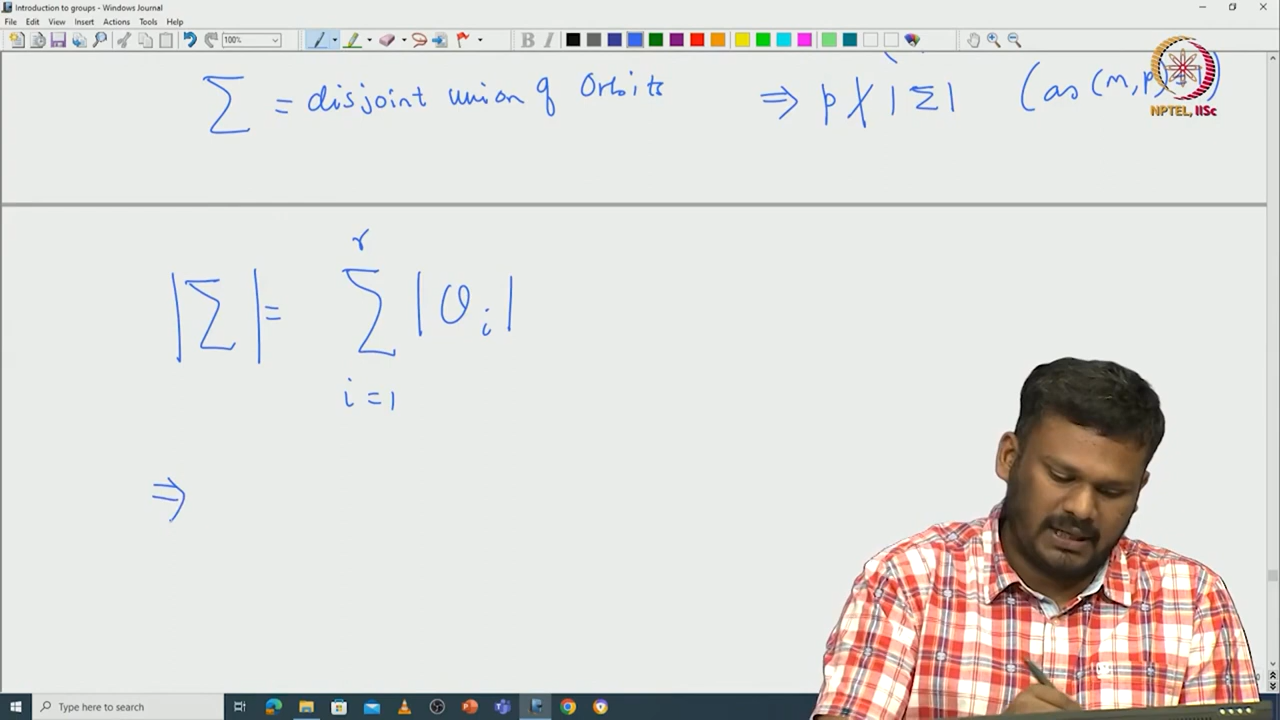 Introduction to groups - Windows Journal
File Edit View Insert Actions Tools Help
100%
B I
Σ = disjoint union of Orbits ⇒ p ∤ |Σ| (as (m,p)=1)
NPTEL, IISc
r
|Σ| = Σ |O_i|
i=1
⇒
Type here to search